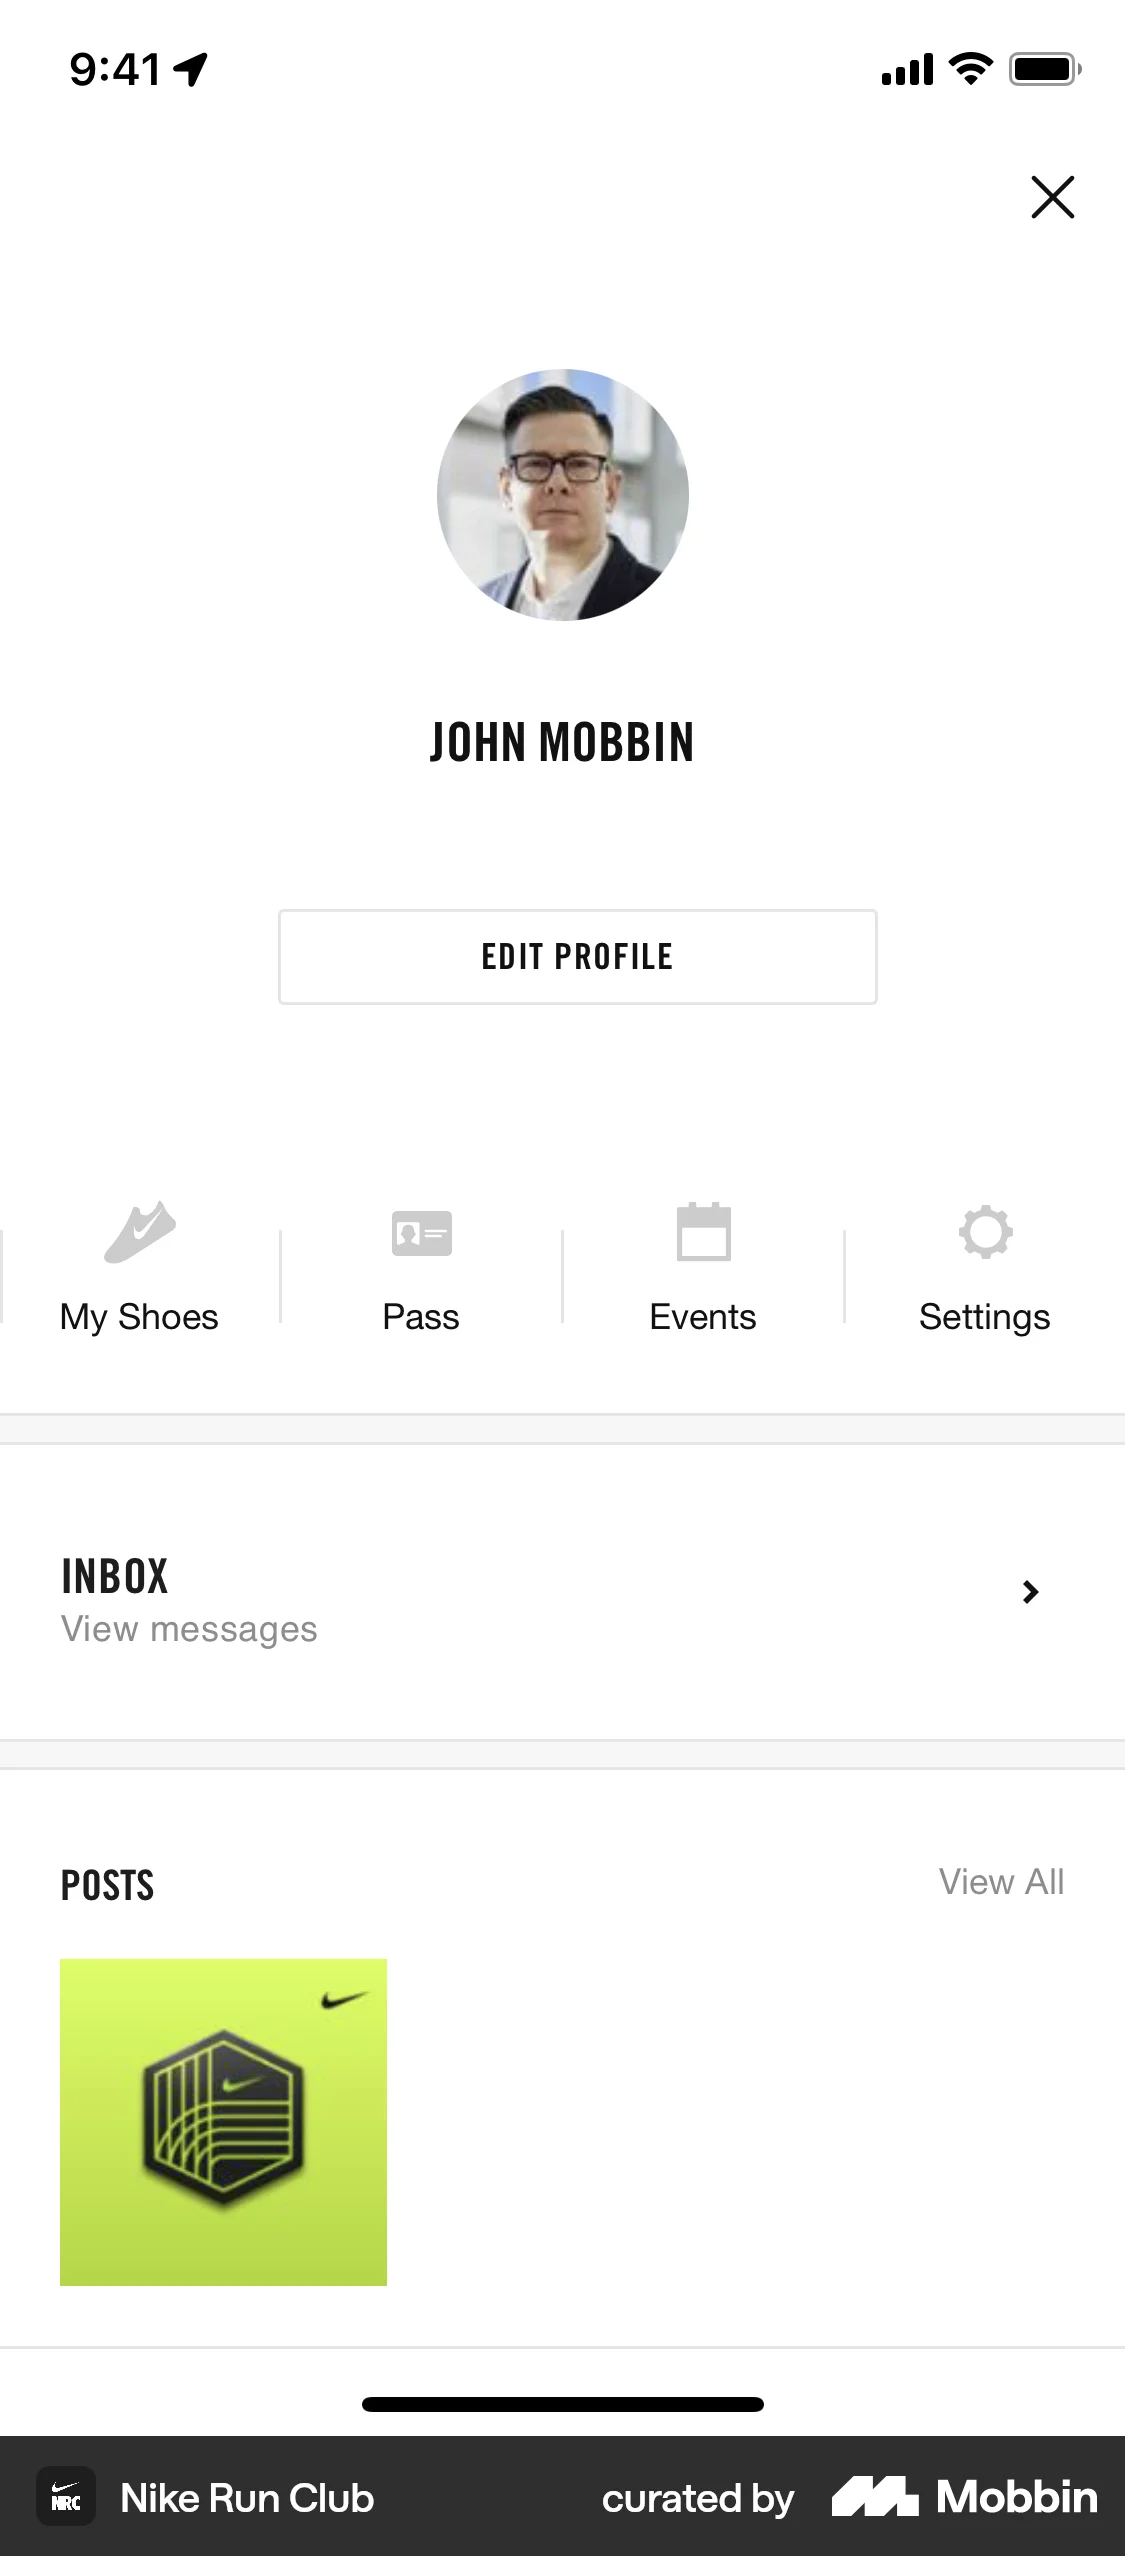 9:41
JOHN MOBBIN
EDIT PROFILE
My Shoes
Pass
Events
Settings
INBOX
View messages
POSTS
View All
NRC
Nike Run Club
curated by
Mobbin